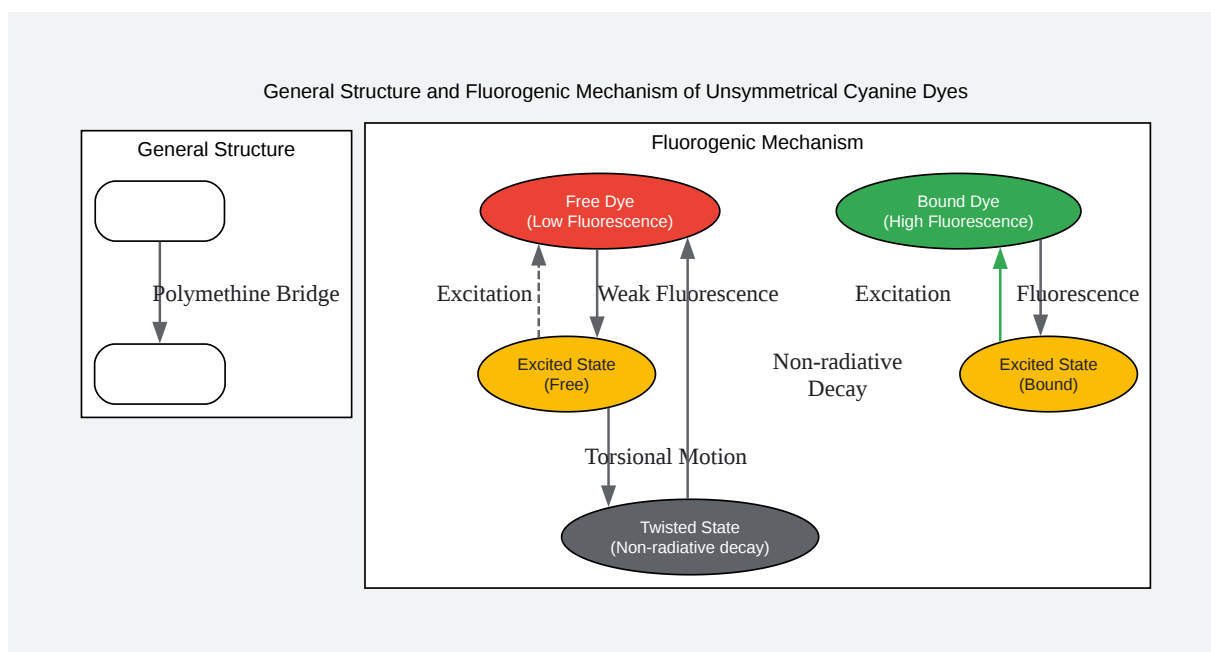 General Structure and Fluorogenic Mechanism of Unsymmetrical Cyanine Dyes
General Structure
Polymethine Bridge
Fluorogenic Mechanism
Free Dye
(Low Fluorescence)
Bound Dye
(High Fluorescence)
Excitation
Weak Fluorescence
Excitation
Fluorescence
Excited State
(Free)
Non-radiative
Decay
Excited State
(Bound)
Torsional Motion
Twisted State
(Non-radiative decay)